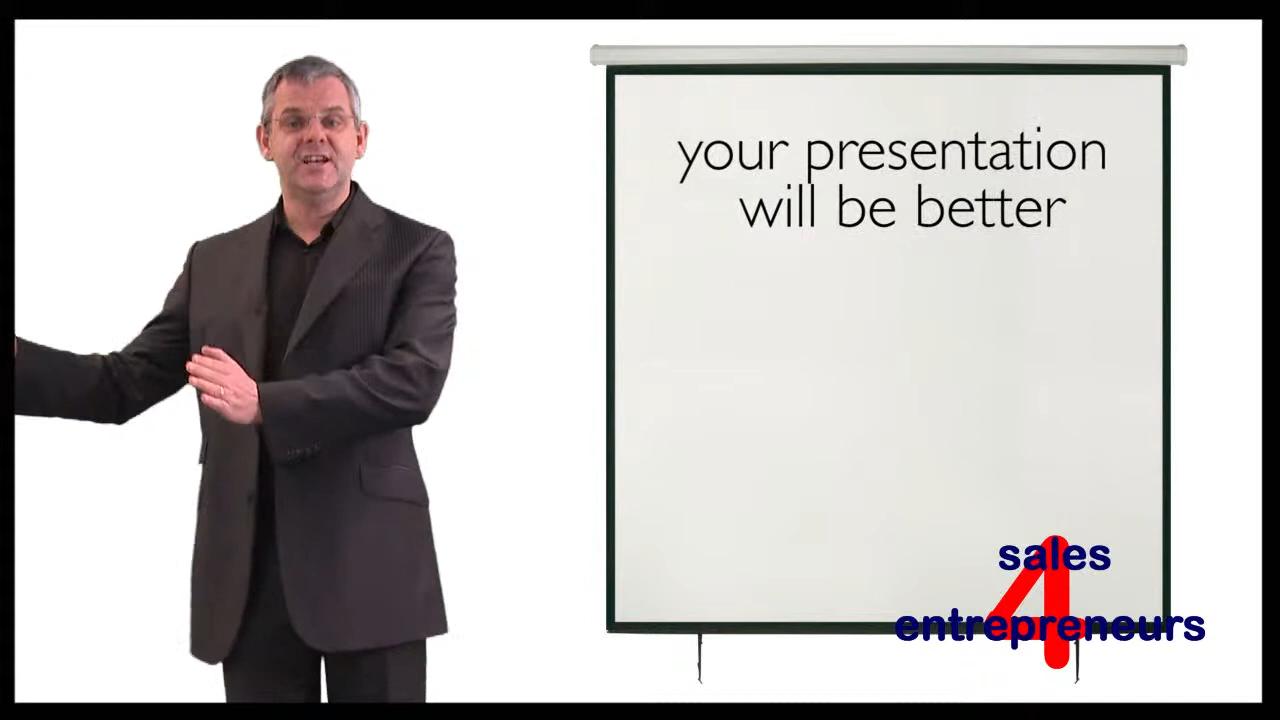 your presentation
will be better
sales
4
entrepreneurs